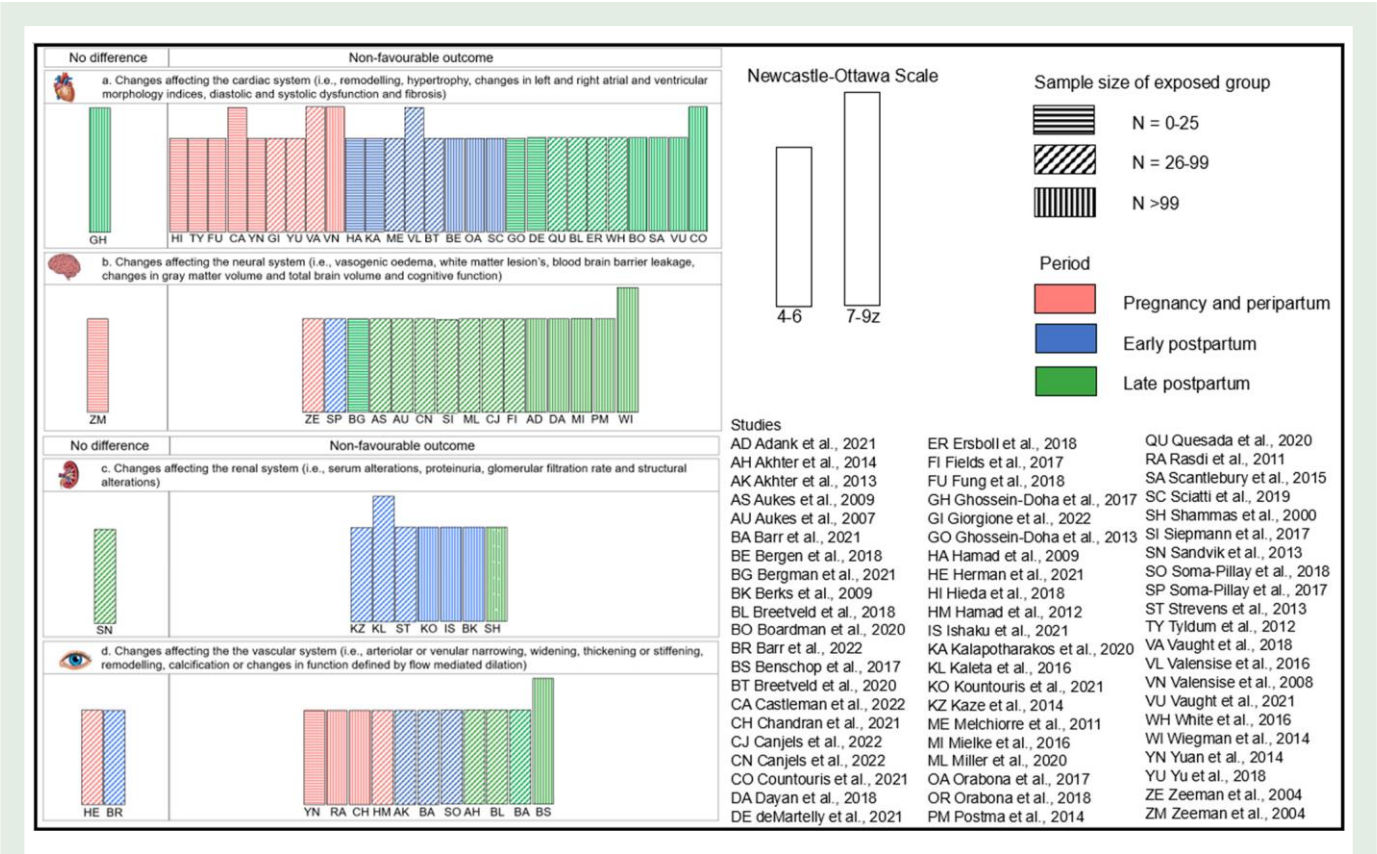 No difference
Non-favourable outcome
a. Changes affecting the cardiac system (i.e., remodelling, hypertrophy, changes in left and right atrial and ventricular
morphology indices, diastolic and systolic dysfunction and fibrosis)
GH
HI TY FU CA YN GI YU VA VN HA KA ME VL BT BE OA SC GO DE QU BL ER WH BO SA VU CO
b. Changes affecting the neural system (i.e., vasogenic oedema, white matter lesion's, blood brain barrier leakage,
changes in gray matter volume and total brain volume and cognitive function)
ZM
ZE SP BG AS AU CN SI ML CJ FI AD DA MI PM WI
No difference
Non-favourable outcome
c. Changes affecting the renal system (i.e., serum alterations, proteinuria, glomerular filtration rate and structural
alterations)
SN
KZ KL ST KO IS BK SH
d. Changes affecting the the vascular system (i.e., arteriolar or venular narrowing, widening, thickening or stiffening,
remodelling, calcification or changes in function defined by flow mediated dilation)
HE BR
YN RA CH HM AK BA SO AH BL BA BS
Newcastle-Ottawa Scale
4-6
7-9z
Sample size of exposed group
N = 0-25
N = 26-99
N >99
Period
Pregnancy and peripartum
Early postpartum
Late postpartum
Studies
AD Adank et al., 2021
AH Akhter et al., 2014
AK Akhter et al., 2013
AS Aukes et al., 2009
AU Aukes et al., 2007
BA Barr et al., 2021
BE Bergen et al., 2018
BG Bergman et al., 2021
BK Berks et al., 2009
BL Breetveld et al., 2018
BO Boardman et al., 2020
BR Barr et al., 2022
BS Benschop et al., 2017
BT Breetveld et al., 2020
CA Castleman et al., 2022
CH Chandran et al., 2021
CJ Canjels et al., 2022
CN Canjels et al., 2022
CO Countouris et al., 2021
DA Dayan et al., 2018
DE deMartelly et al., 2021
ER Ersboll et al., 2018
FI Fields et al., 2017
FU Fung et al., 2018
GH Ghossein-Doha et al., 2017
GI Giorgione et al., 2022
GO Ghossein-Doha et al., 2013
HA Hamad et al., 2009
HE Herman et al., 2021
HI Hieda et al., 2018
HM Hamad et al., 2012
IS Ishaku et al., 2021
KA Kalapotharakos et al., 2020
KL Kaleta et al., 2016
KO Kountouris et al., 2021
KZ Kaze et al., 2014
ME Melchiorre et al., 2011
MI Mielke et al., 2016
ML Miller et al., 2020
OA Orabona et al., 2017
OR Orabona et al., 2018
PM Postma et al., 2014
QU Quesada et al., 2020
RA Rasdi et al., 2011
SA Scantlebury et al., 2015
SC Sciatti et al., 2019
SH Shammas et al., 2000
SI Siepmann et al., 2017
SN Sandvik et al., 2013
SO Soma-Pillay et al., 2018
SP Soma-Pillay et al., 2017
ST Strevens et al., 2013
TY Tyldum et al., 2012
VA Vaught et al., 2018
VL Valensise et al., 2016
VN Valensise et al., 2008
VU Vaught et al., 2021
WH White et al., 2016
WI Wiegman et al., 2014
YN Yuan et al., 2014
YU Yu et al., 2018
ZE Zeeman et al., 2004
ZM Zeeman et al., 2004